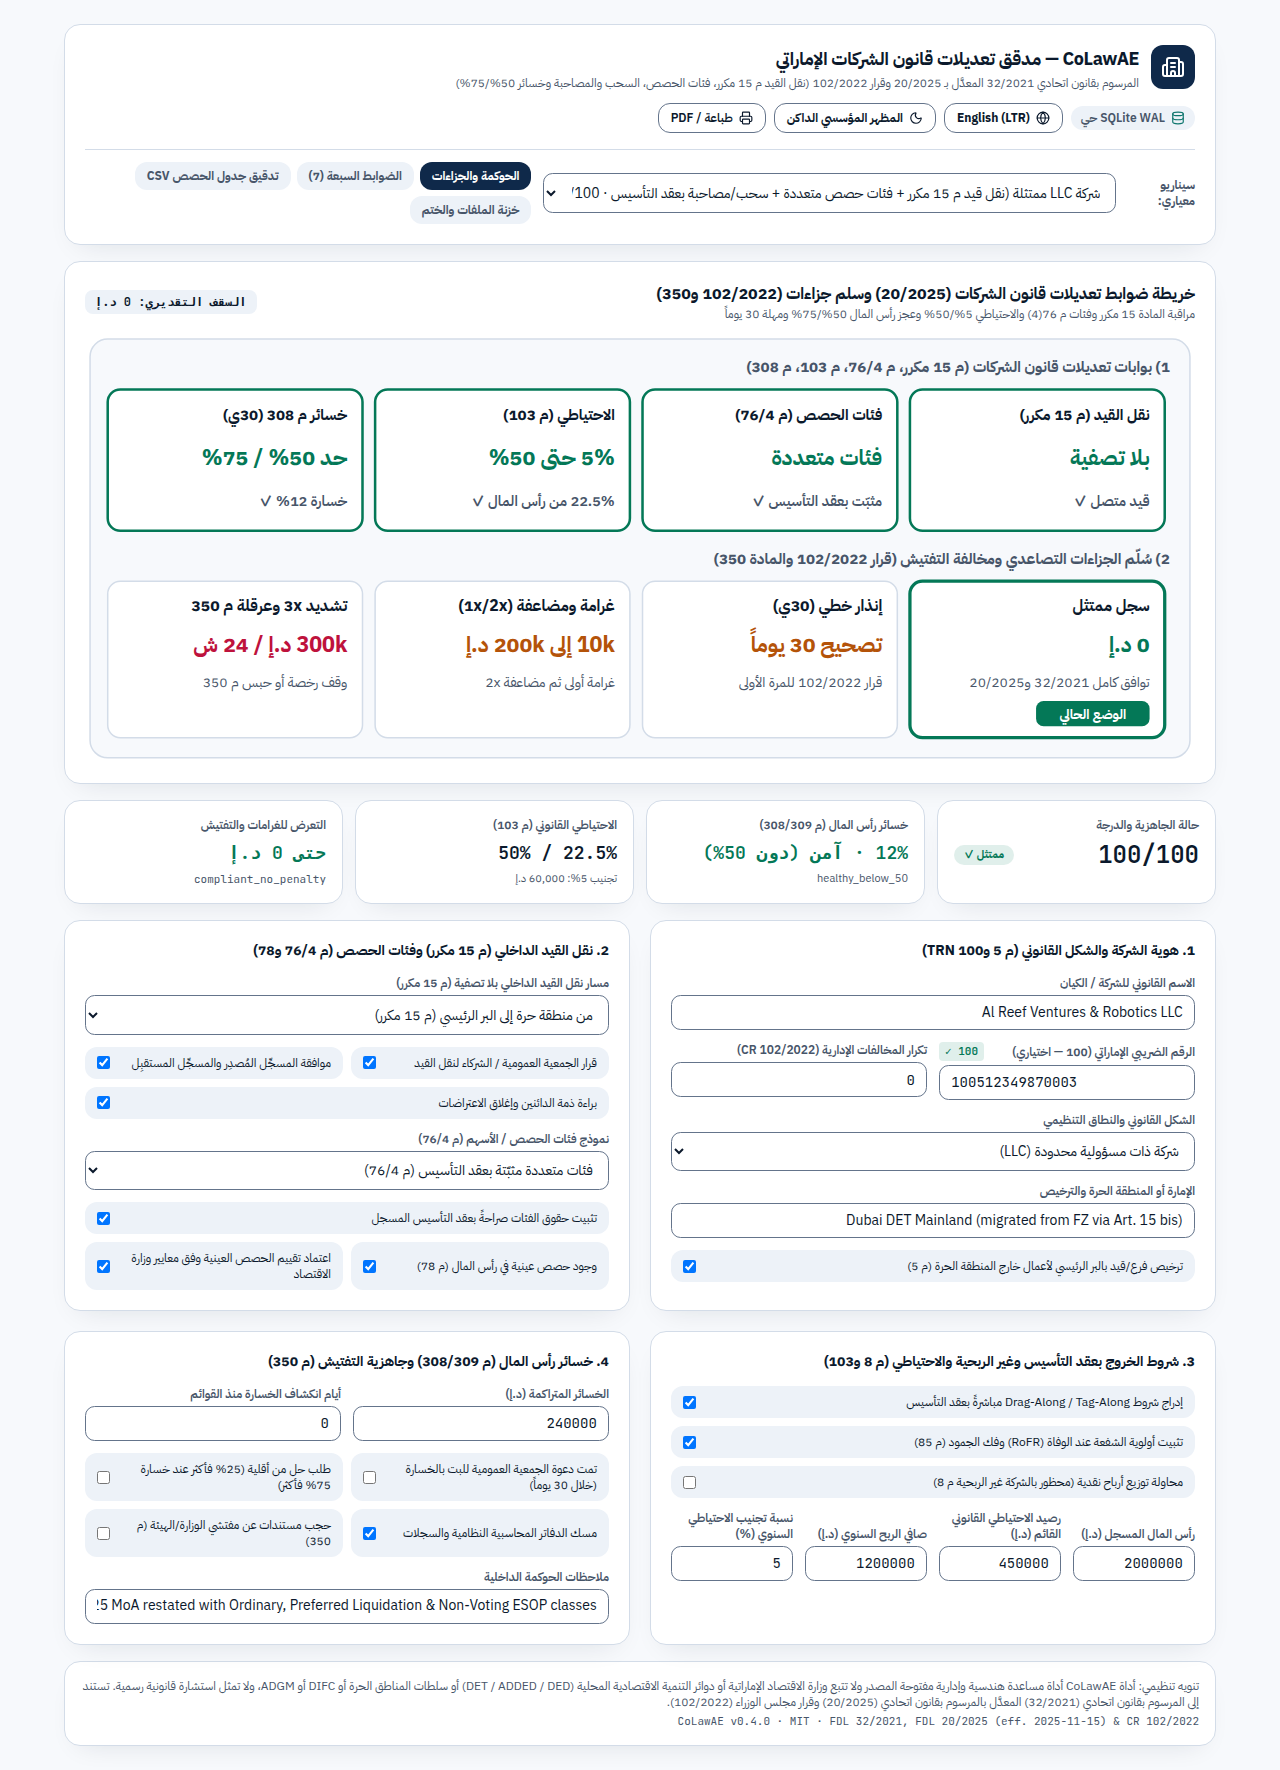 CoLawAE — مدقق تعديلات قانون الشركات الإماراتي
المرسوم بقانون اتحادي 32/2021 المعدَّل بـ 20/2025 وقرار 102/2022 (نقل القيد م 15 مكرر، فئات الحصص، السحب والمصاحبة وخسائر 50%/75%)
SQLite WAL حي
English (LTR)
المظهر المؤسسي الداكن
طباعة / PDF
سيناريو معياري:
شركة LLC ممتثلة (نقل قيد م 15 مكرر + فئات حصص متعددة + سحب/مصاحبة بعقد التأسيس · 100/
الحوكمة والجزاءات
الضوابط السبعة (7)
تدقيق جدول الحصص CSV
خزنة الملفات والختم
خريطة ضوابط تعديلات قانون الشركات (20/2025) وسلم جزاءات (102/2022 و350)
مراقبة المادة 15 مكرر وفئات م 76(4) والاحتياطي 5%/50% وعجز رأس المال 50%/75% ومهلة 30 يوماً
السقف التقديري: 0 د.إ
1) بوابات تعديلات قانون الشركات (م 15 مكرر، م 76/4، م 103، م 308)
نقل القيد (م 15 مكرر)
بلا تصفية
قيد متصل ✓
فئات الحصص (م 76/4)
فئات متعددة
مثبّت بعقد التأسيس ✓
الاحتياطي (م 103)
5% حتى 50%
22.5% من رأس المال ✓
خسائر م 308 (30ي)
حد 50% / 75%
خسارة 12% ✓
2) سُلّم الجزاءات التصاعدي ومخالفة التفتيش (قرار 102/2022 والمادة 350)
سجل ممتثل
0 د.إ
توافق كامل 32/2021 و20/2025
الوضع الحالي
إنذار خطي (30ي)
تصحيح 30 يوماً
قرار 102/2022 للمرة الأولى
غرامة ومضاعفة (1x/2x)
10k إلى 200k د.إ
غرامة أولى ثم مضاعفة 2x
تشديد 3x وعرقلة م 350
300k د.إ / 24 ش
وقف رخصة أو حبس م 350
حالة الجاهزية والدرجة
100/100
ممتثل ✓
خسائر رأس المال (م 308/309)
12% · آمن (دون 50%)
healthy_below_50
الاحتياطي القانوني (م 103)
22.5% / 50%
تجنيب 5%: 60,000 د.إ
التعرض للغرامات والتفتيش
حتى 0 د.إ
compliant_no_penalty
1. هوية الشركة والشكل القانوني (م 5 وTRN 100)
الاسم القانوني للشركة / الكيان
Al Reef Ventures & Robotics LLC
الرقم الضريبي الإماراتي (100 — اختياري)
100 ✓
100512349870003
تكرار المخالفات الإدارية (CR 102/2022)
0
الشكل القانوني والنطاق التنظيمي
شركة ذات مسؤولية محدودة (LLC)
الإمارة أو المنطقة الحرة والترخيص
Dubai DET Mainland (migrated from FZ via Art. 15 bis)
ترخيص فرع/قيد بالبر الرئيسي لأعمال خارج المنطقة الحرة (م 5)
2. نقل القيد الداخلي (م 15 مكرر) وفئات الحصص (م 76/4 و78)
مسار نقل القيد الداخلي بلا تصفية (م 15 مكرر)
من منطقة حرة إلى البر الرئيسي (م 15 مكرر)
قرار الجمعية العمومية / الشركاء لنقل القيد
موافقة المسجّل المُصدِر والمسجّل المستقبِل
براءة ذمة الدائنين وإغلاق الاعتراضات
نموذج فئات الحصص / الأسهم (م 76/4)
فئات متعددة مثبّتة بعقد التأسيس (م 76/4)
تثبيت حقوق الفئات صراحةً بعقد التأسيس المسجل
وجود حصص عينية في رأس المال (م 78)
اعتماد تقييم الحصص العينية وفق معايير وزارة الاقتصاد
3. شروط الخروج بعقد التأسيس وغير الربحية والاحتياطي (م 8 و103)
إدراج شروط Drag-Along / Tag-Along مباشرةً بعقد التأسيس
تثبيت أولوية الشفعة عند الوفاة (RoFR) وفك الجمود (م 85)
محاولة توزيع أرباح نقدية (محظور بالشركة غير الربحية م 8)
رأس المال المسجل (د.إ)
2000000
رصيد الاحتياطي القانوني القائم (د.إ)
450000
صافي الربح السنوي (د.إ)
1200000
نسبة تجنيب الاحتياطي السنوي (%)
5
4. خسائر رأس المال (م 308/309) وجاهزية التفتيش (م 350)
الخسائر المتراكمة (د.إ)
240000
أيام انكشاف الخسارة منذ القوائم
0
تمت دعوة الجمعية العمومية للبت بالخسارة (خلال 30 يوماً)
طلب حل من أقلية (25% فأكثر عند خسارة 75% فأكثر)
مسك الدفاتر المحاسبية النظامية والسجلات
حجب مستندات عن مفتشي الوزارة/الهيئة (م 350)
ملاحظات الحوكمة الداخلية
25 MoA restated with Ordinary, Preferred Liquidation & Non-Voting ESOP classes
تنويه تنظيمي: أداة CoLawAE أداة مساعدة هندسية وإدارية مفتوحة المصدر ولا تتبع وزارة الاقتصاد الإماراتية أو دوائر التنمية الاقتصادية المحلية (DET / ADDED / DED) أو سلطات المناطق الحرة أو DIFC أو ADGM، ولا تمثل استشارة قانونية رسمية. تستند
إلى المرسوم بقانون اتحادي (32/2021) المعدَّل بالمرسوم بقانون اتحادي (20/2025) وقرار مجلس الوزراء (102/2022).
CoLawAE v0.4.0 · MIT · FDL 32/2021, FDL 20/2025 (eff. 2025-11-15) & CR 102/2022